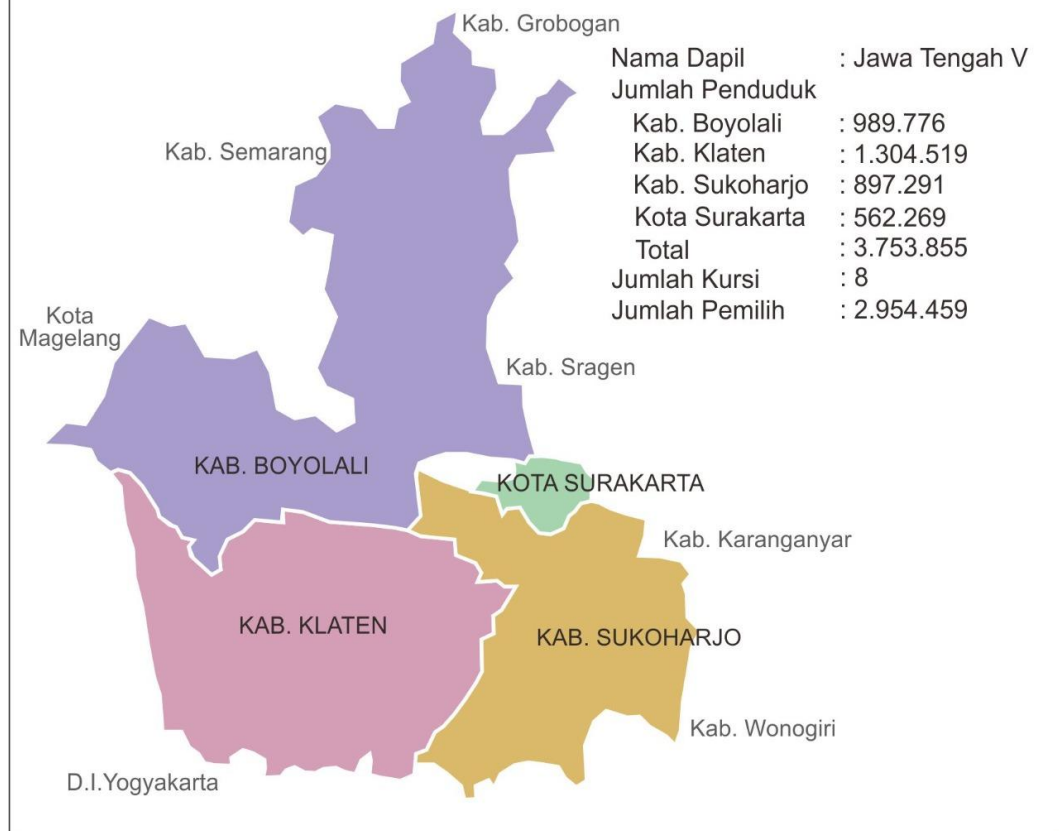 Kab. Grobogan
Nama Dapil : Jawa Tengah V
Jumlah Penduduk
Kab. Boyolali : 989.776
Kab. Klaten : 1.304.519
Kab. Sukoharjo : 897.291
Kota Surakarta : 562.269
Total : 3.753.855
Jumlah Kursi : 8
Jumlah Pemilih : 2.954.459
Kab. Semarang
Kota
Magelang
Kab. Sragen
KAB. BOYOLALI
KOTA SURAKARTA
Kab. Karanganyar
KAB. KLATEN
KAB. SUKOHARJO
Kab. Wonogiri
D.I.Yogyakarta